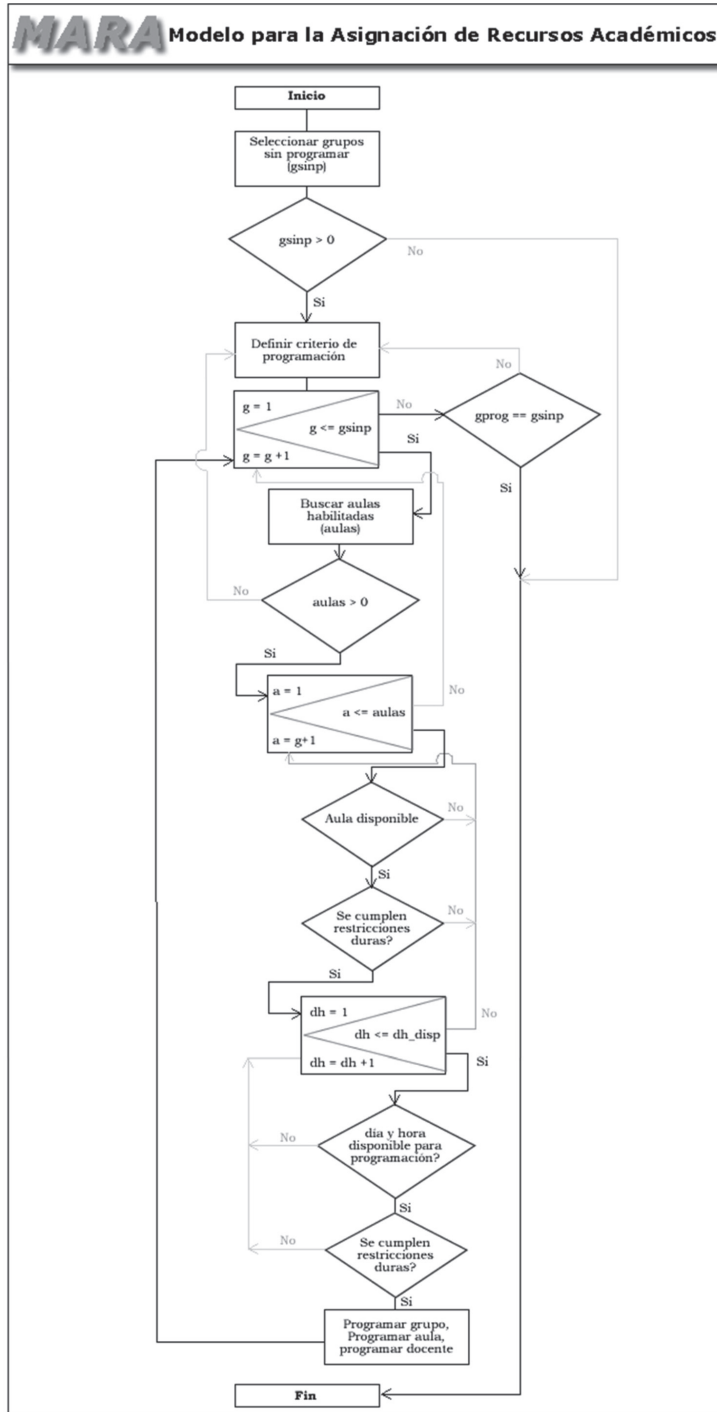 MARA Modelo para la Asignación de Recursos Académicos
Inicio
Seleccionar grupos
sin programar
(gsinp)
gsinp > 0
No
Si
Definir criterio de
programación
No
g = 1
g <= gsinp
g = g +1
No
gprog == gsinp
Si
Si
Buscar aulas
habilitadas
(aulas)
aulas > 0
No
Si
a = 1
a <= aulas
a = g+1
No
Aula disponible
No
Si
Se cumplen
restricciones
duras?
No
Si
dh = 1
dh <= dh_disp
dh = dh +1
No
Si
día y hora
disponible para
programación?
No
Si
Se cumplen
restricciones
duras?
No
Si
Programar grupo,
Programar aula,
programar docente
Fin